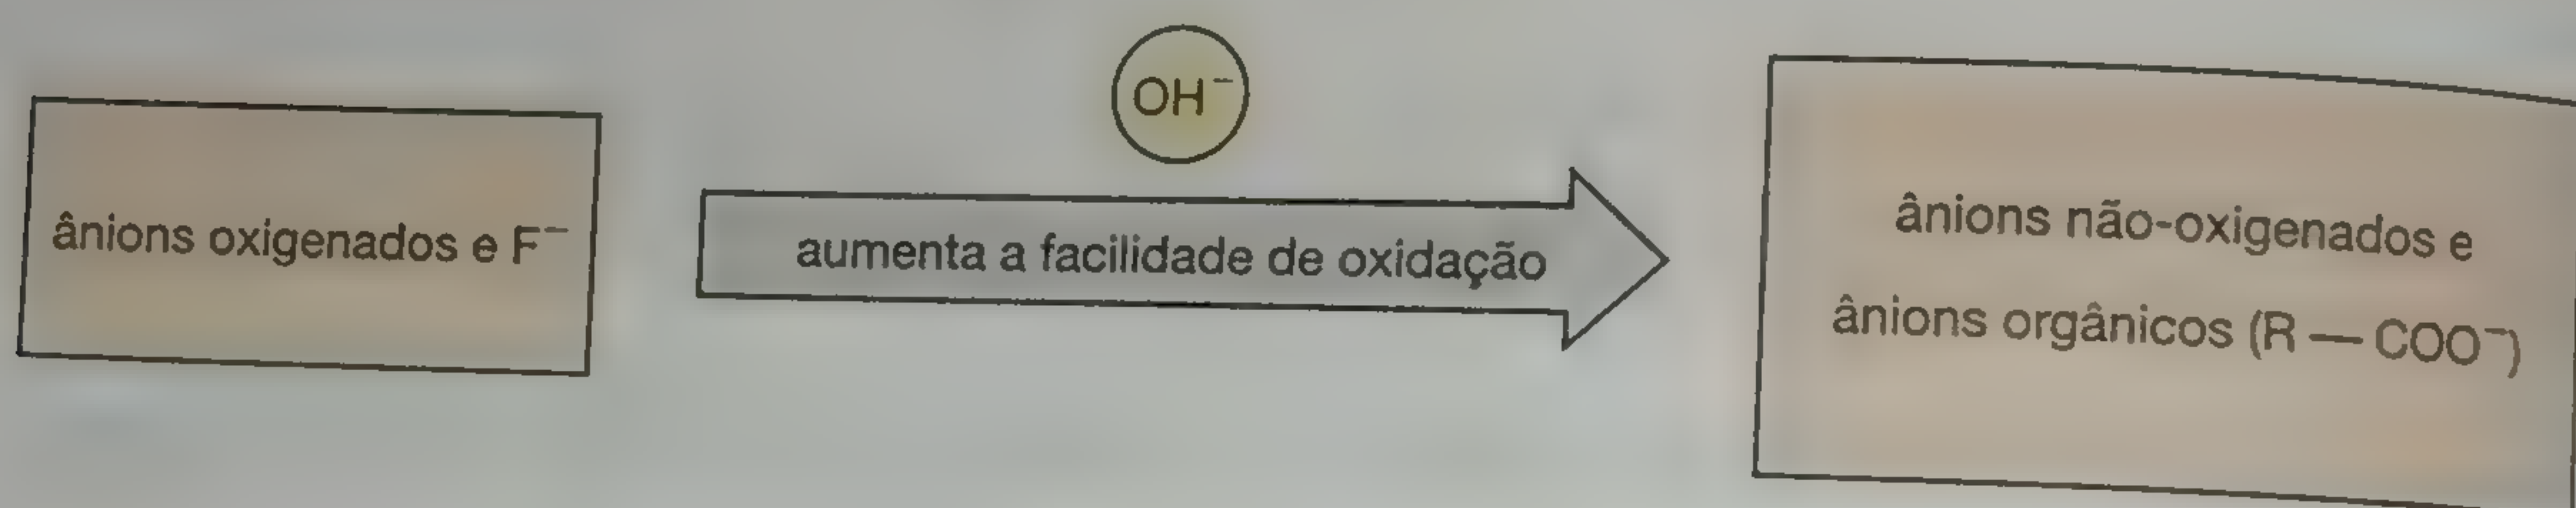 ânions oxigenados e F⁻
OH⁻
aumenta a facilidade de oxidação
ânions não-oxigenados e
ânions orgânicos (R — COO⁻)